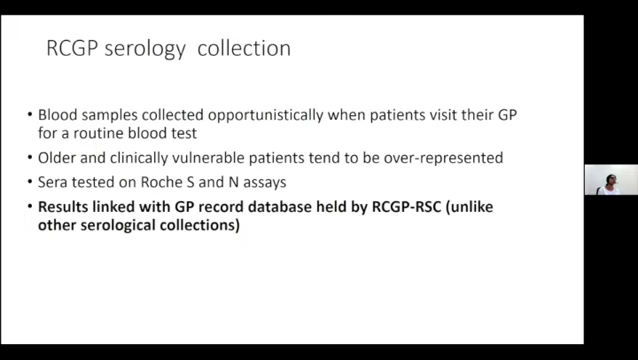 RCGP serology collection
• Blood samples collected opportunistically when patients visit their GP
for a routine blood test
• Older and clinically vulnerable patients tend to be over-represented
• Sera tested on Roche S and N assays
• Results linked with GP record database held by RCGP-RSC (unlike
other serological collections)